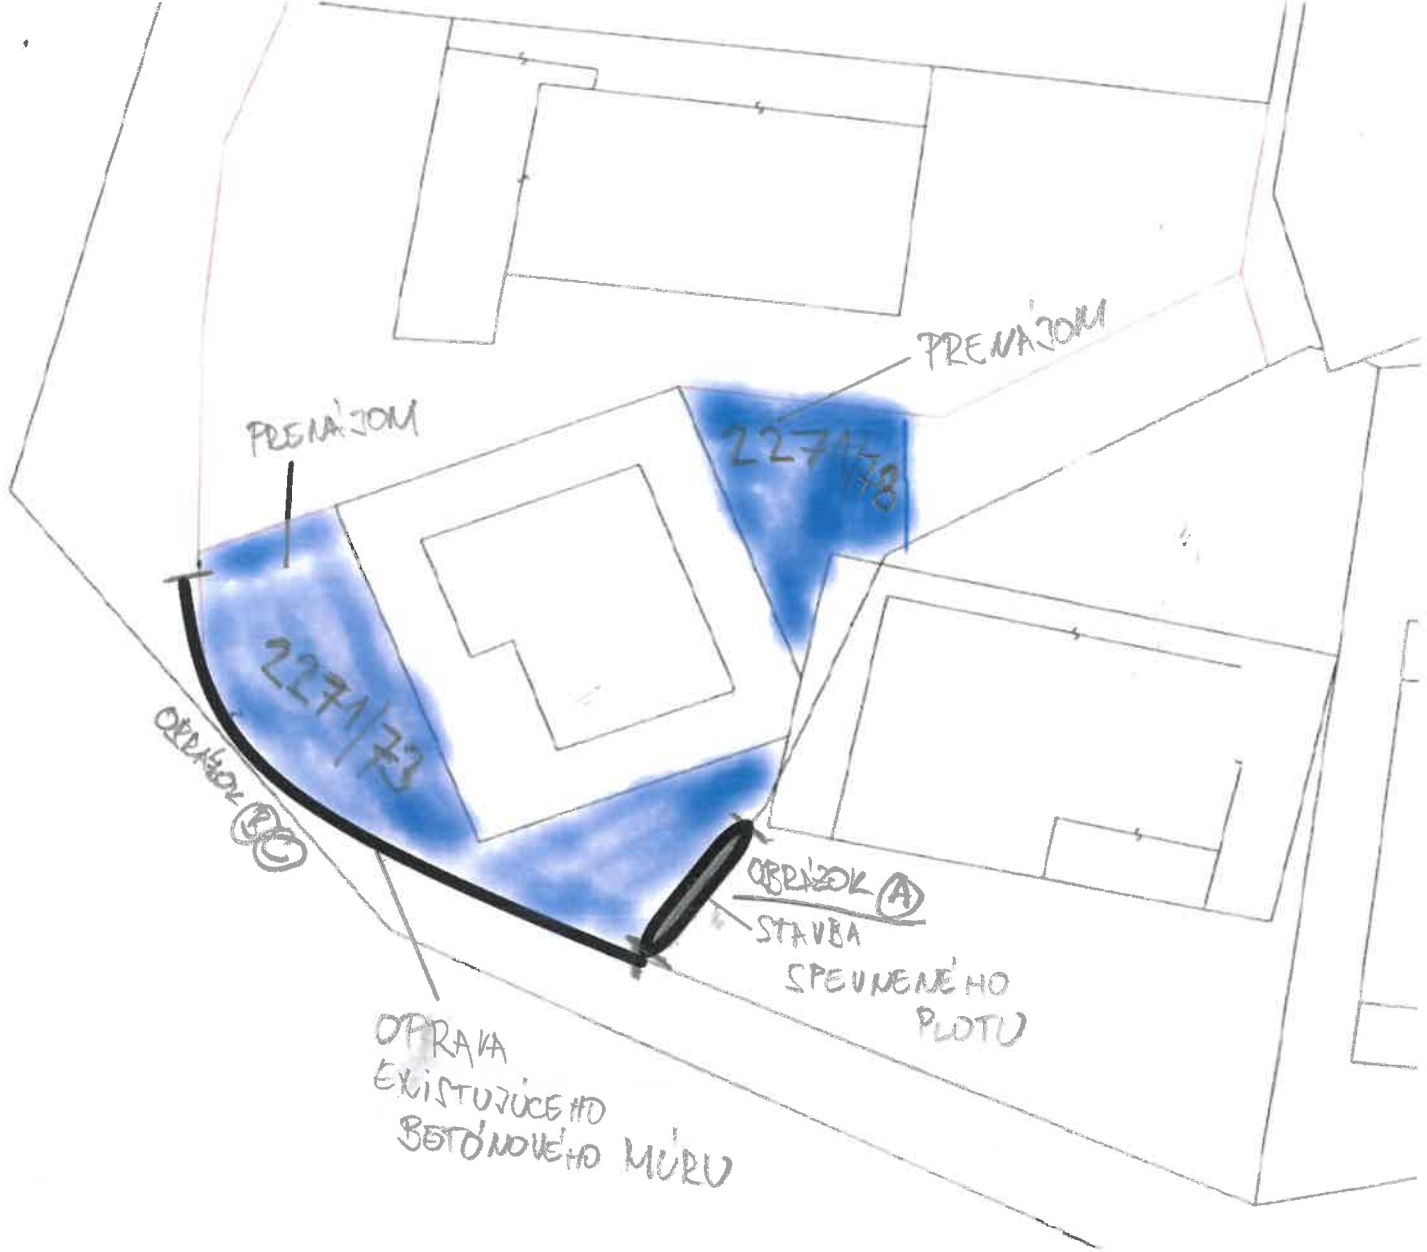 PRENÁJOM
2271/78
PRENÁJOM
2271/73
OBRÁZOK B C
OBRÁZOK A
STAVBA
SPEVNENÉHO
PLOTU
OPRAVA
EXISTUJÚCEHO
BETÓNOVÉHO MÚRU